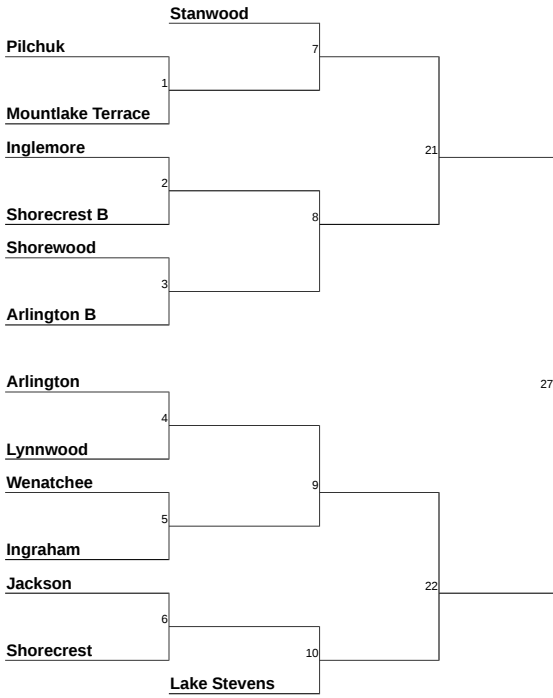 Stanwood
Pilchuk
7
1
Mountlake Terrace
Inglemore
21
2
Shorecrest B
8
Shorewood
3
Arlington B
Arlington
27
4
Lynnwood
Wenatchee
9
5
Ingraham
Jackson
22
6
Shorecrest
10
Lake Stevens